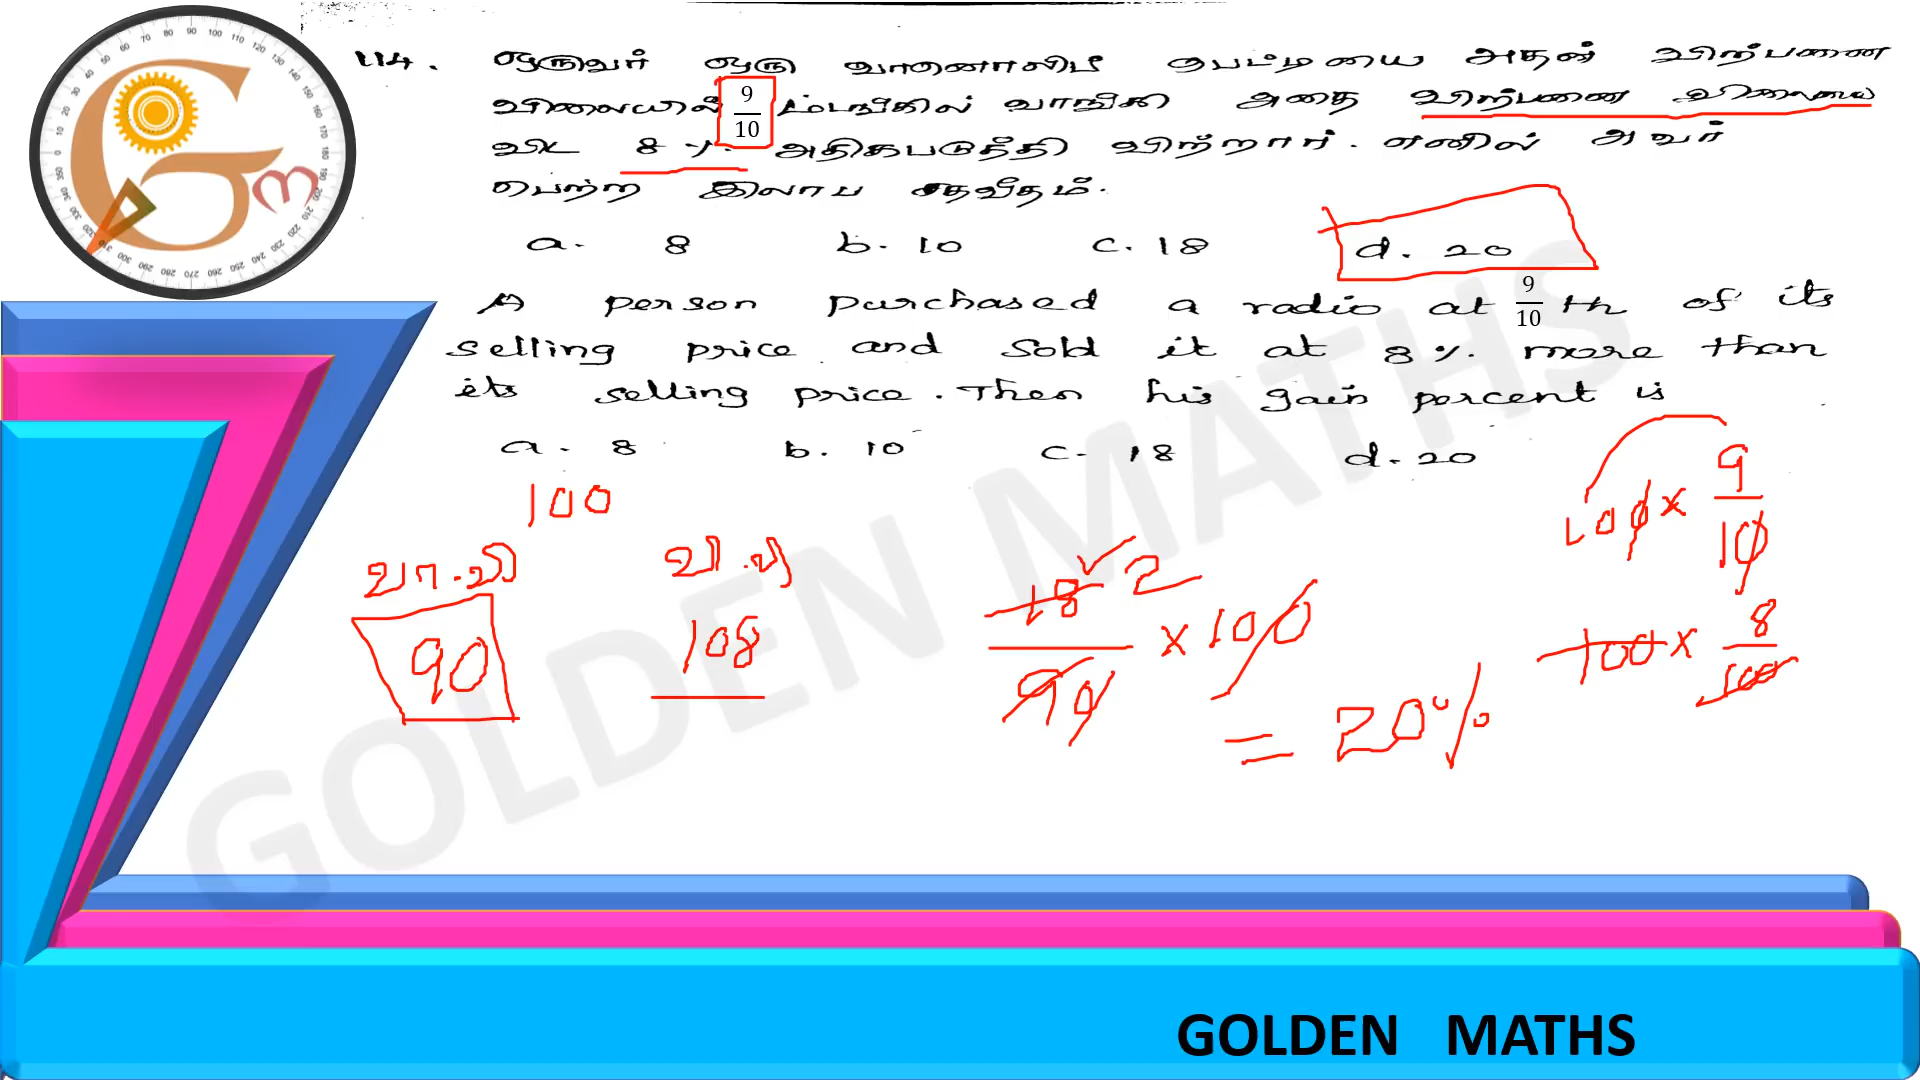 114. ஒருவர் ஒரு வானொலிப் பெட்டியை அதன் விற்பனை
விலையில் 9/10 பங்கில் வாங்கி அதை விற்பனை விலையை
விட 8 %. அதிகபடுத்தி விற்றார். எனில் அவர்
பெற்ற இலாப சதவீதம்.
a. 8 b. 10 c. 18 d. 20
A person purchased a radio at 9/10 th of its
selling price and sold it at 8 %. more than
its selling price. Then his gain percent is
a. 8 b. 10 c. 18 d. 20
100
வா.வி வி.வி
90 108
18 2
90 × 100
= 20%
100 × 9/10
100 × 8/100
GOLDEN MATHS
GOLDEN MATHS
Gm